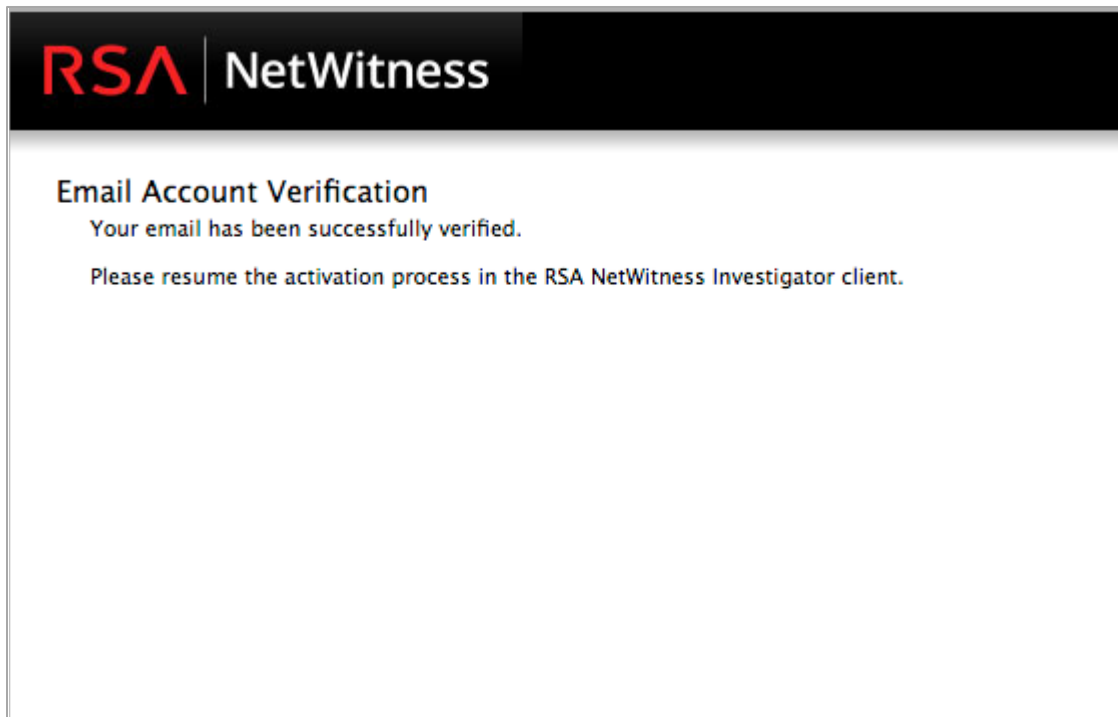 RSA NetWitness
Email Account Verification
Your email has been successfully verified.
Please resume the activation process in the RSA NetWitness Investigator client.